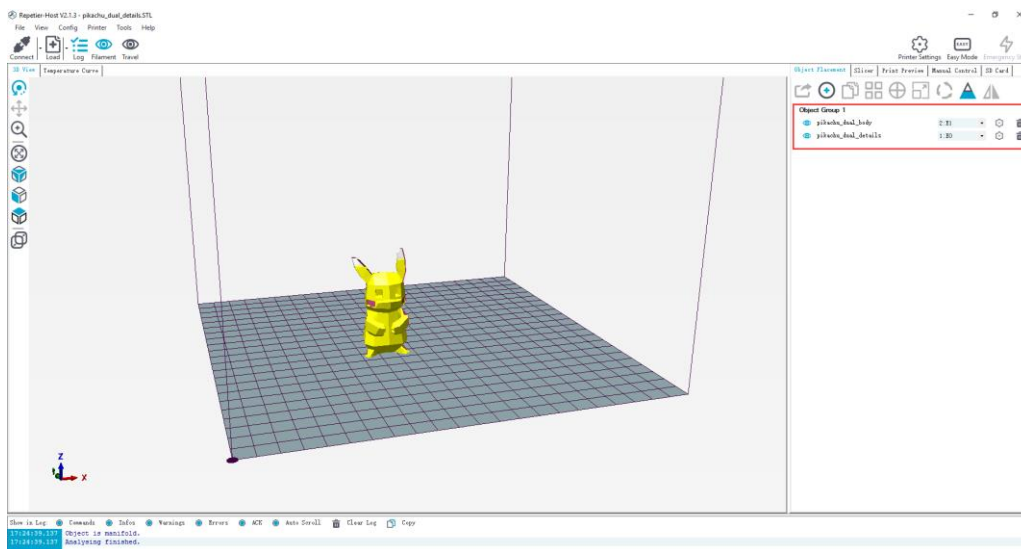 Repetier-Host V2.1.3 - pikachu_dual_details.STL
File View Config Printer Tools Help
Connect Load Log Filament Travel
Printer Settings Easy Mode Emergency St
EASY
3D View Temperature Curve
Object Placement Slicer Print Preview Manual Control SD Card
Object Group 1
pikachu_dual_body 2:E1
pikachu_dual_details 1:E0
Z
X
Show in Log Commands Infos Warnings Errors ACK Auto Scroll Clear Log Copy
17:24:39.137 Object is manifold.
17:24:39.137 Analysing finished.